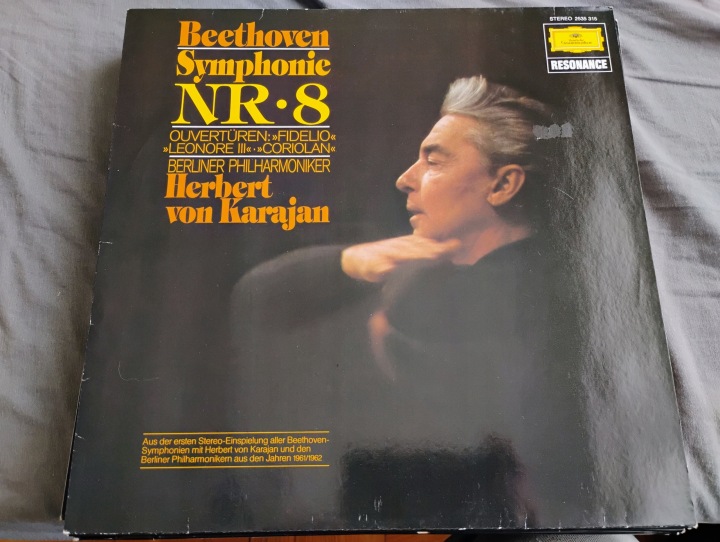 Beethoven
Symphonie
NR·8
OUVERTÜREN: »FIDELIO«
»LEONORE III« · »CORIOLAN«
BERLINER PHILHARMONIKER
Herbert
von Karajan
STEREO 2535 315
Deutsche
Grammophon
RESONANCE
Aus der ersten Stereo-Einspielung aller Beethoven-
Symphonien mit Herbert von Karajan und den
Berliner Philharmonikern aus den Jahren 1961/1962